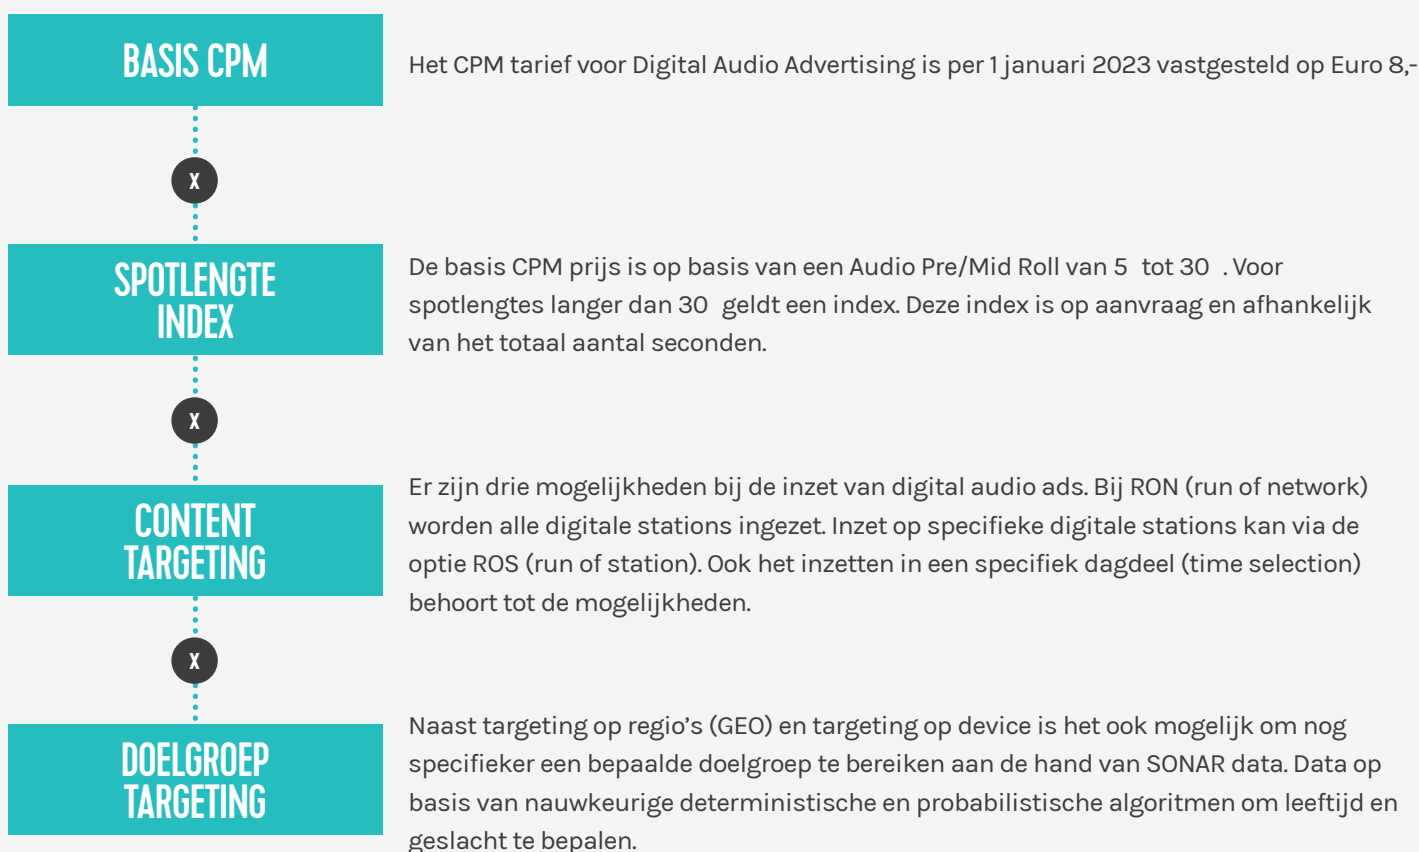 BASIS CPM
Het CPM tarief voor Digital Audio Advertising is per 1 januari 2023 vastgesteld op Euro 8,-
X
SPOTLENGTE
INDEX
De basis CPM prijs is op basis van een Audio Pre/Mid Roll van 5 tot 30 . Voor
spotlengtes langer dan 30 geldt een index. Deze index is op aanvraag en afhankelijk
van het totaal aantal seconden.
X
CONTENT
TARGETING
Er zijn drie mogelijkheden bij de inzet van digital audio ads. Bij RON (run of network)
worden alle digitale stations ingezet. Inzet op specifieke digitale stations kan via de
optie ROS (run of station). Ook het inzetten in een specifiek dagdeel (time selection)
behoort tot de mogelijkheden.
X
DOELGROEP
TARGETING
Naast targeting op regio's (GEO) en targeting op device is het ook mogelijk om nog
specifieker een bepaalde doelgroep te bereiken aan de hand van SONAR data. Data op
basis van nauwkeurige deterministische en probabilistische algoritmen om leeftijd en
geslacht te bepalen.